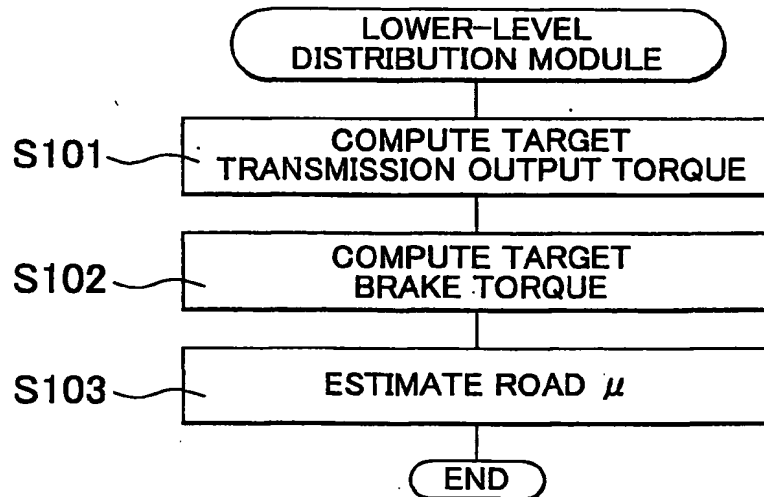 LOWER-LEVEL
DISTRIBUTION MODULE
S101
COMPUTE TARGET
TRANSMISSION OUTPUT TORQUE
S102
COMPUTE TARGET
BRAKE TORQUE
S103
ESTIMATE ROAD μ
END